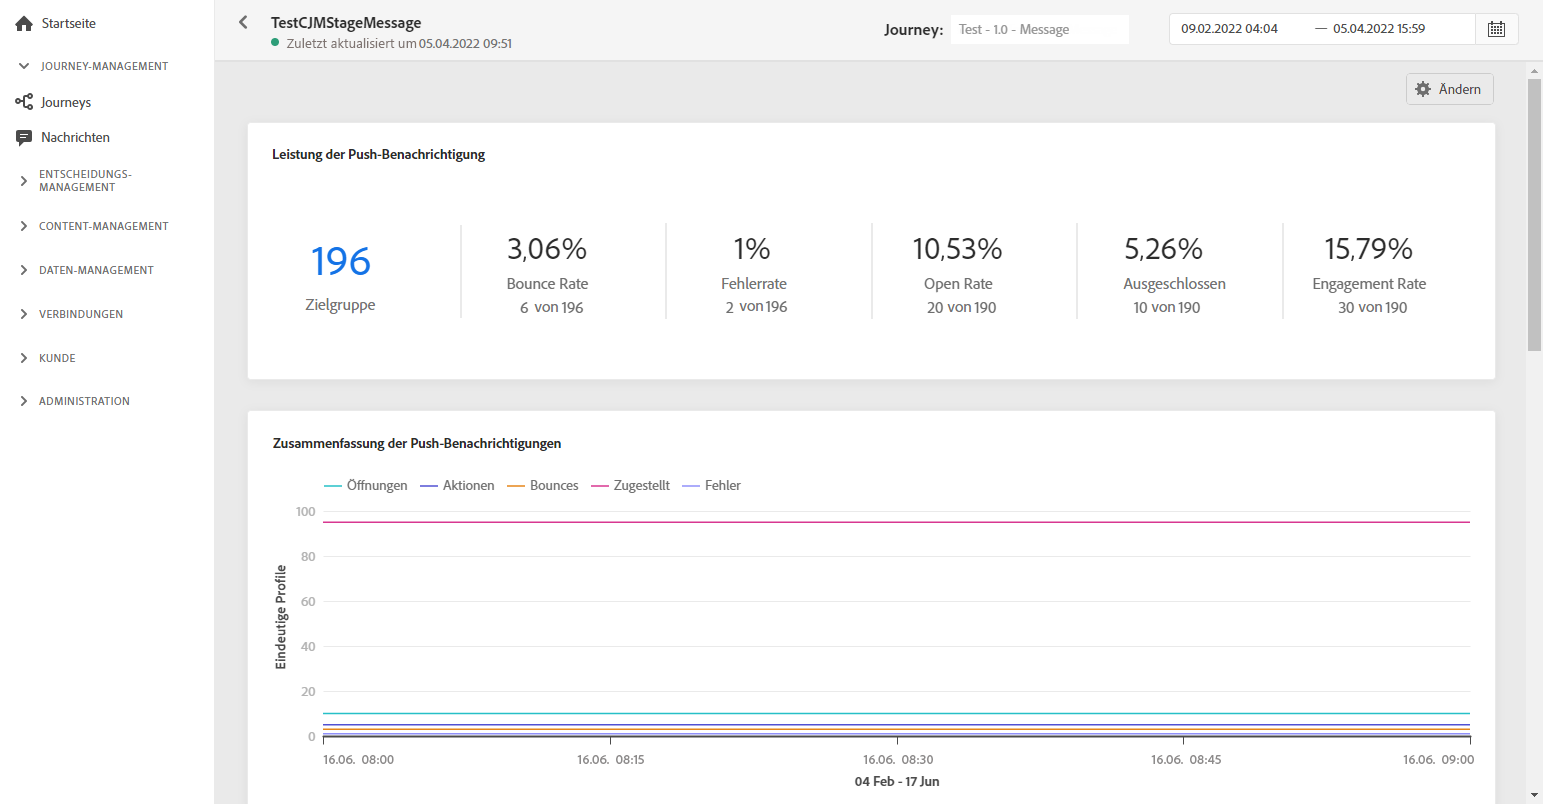 Startseite
JOURNEY-MANAGEMENT
Journeys
Nachrichten
ENTSCHEIDUNGS-
MANAGEMENT
CONTENT-MANAGEMENT
DATEN-MANAGEMENT
VERBINDUNGEN
KUNDE
ADMINISTRATION
TestCJMStageMessage
Zuletzt aktualisiert um 05.04.2022 09:51
Journey: Test - 1.0 - Message
09.02.2022 04:04 — 05.04.2022 15:59
Ändern
Leistung der Push-Benachrichtigung
196
Zielgruppe
3,06%
Bounce Rate
6 von 196
1%
Fehlerrate
2 von 196
10,53%
Open Rate
20 von 190
5,26%
Ausgeschlossen
10 von 190
15,79%
Engagement Rate
30 von 190
Zusammenfassung der Push-Benachrichtigungen
Öffnungen Aktionen Bounces Zugestellt Fehler
Eindeutige Profile
100
80
60
40
20
0
16.06. 08:00 16.06. 08:15 16.06. 08:30 16.06. 08:45 16.06. 09:00
04 Feb - 17 Jun